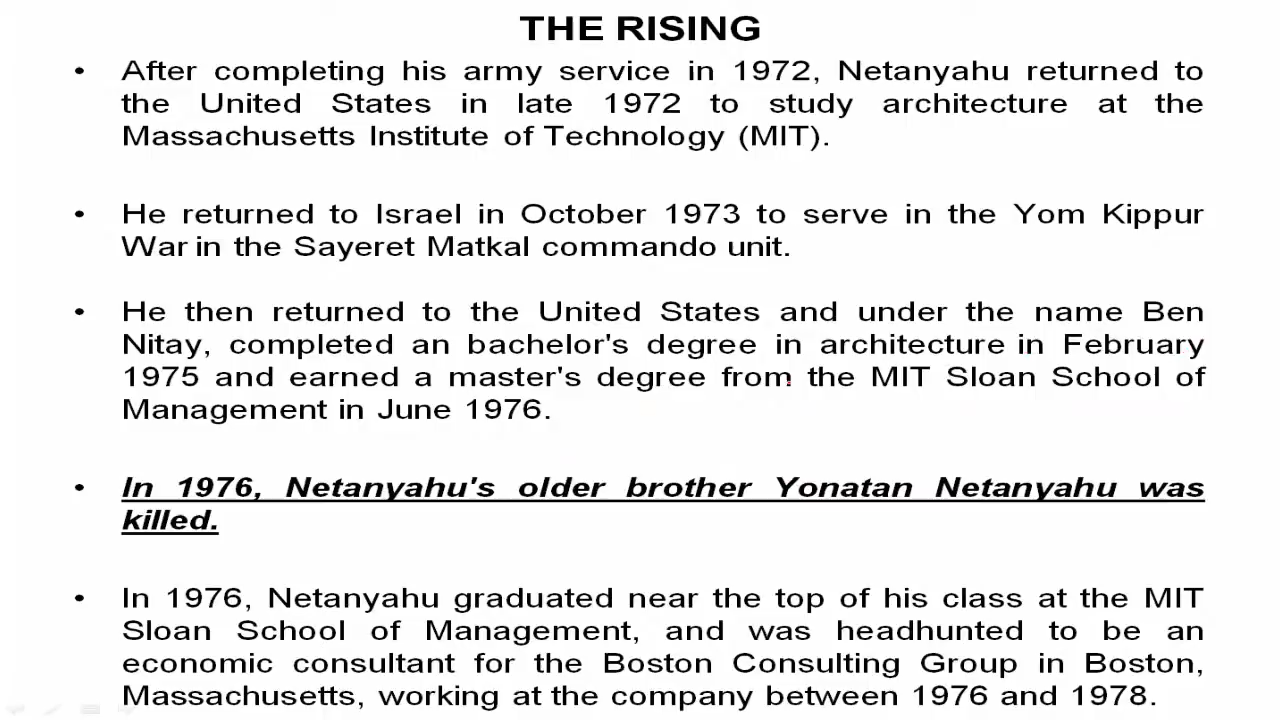 THE RISING
• After completing his army service in 1972, Netanyahu returned to
the United States in late 1972 to study architecture at the
Massachusetts Institute of Technology (MIT).
• He returned to Israel in October 1973 to serve in the Yom Kippur
War in the Sayeret Matkal commando unit.
• He then returned to the United States and under the name Ben
Nitay, completed an bachelor's degree in architecture in February
1975 and earned a master's degree from the MIT Sloan School of
Management in June 1976.
• In 1976, Netanyahu's older brother Yonatan Netanyahu was
killed.
• In 1976, Netanyahu graduated near the top of his class at the MIT
Sloan School of Management, and was headhunted to be an
economic consultant for the Boston Consulting Group in Boston,
Massachusetts, working at the company between 1976 and 1978.